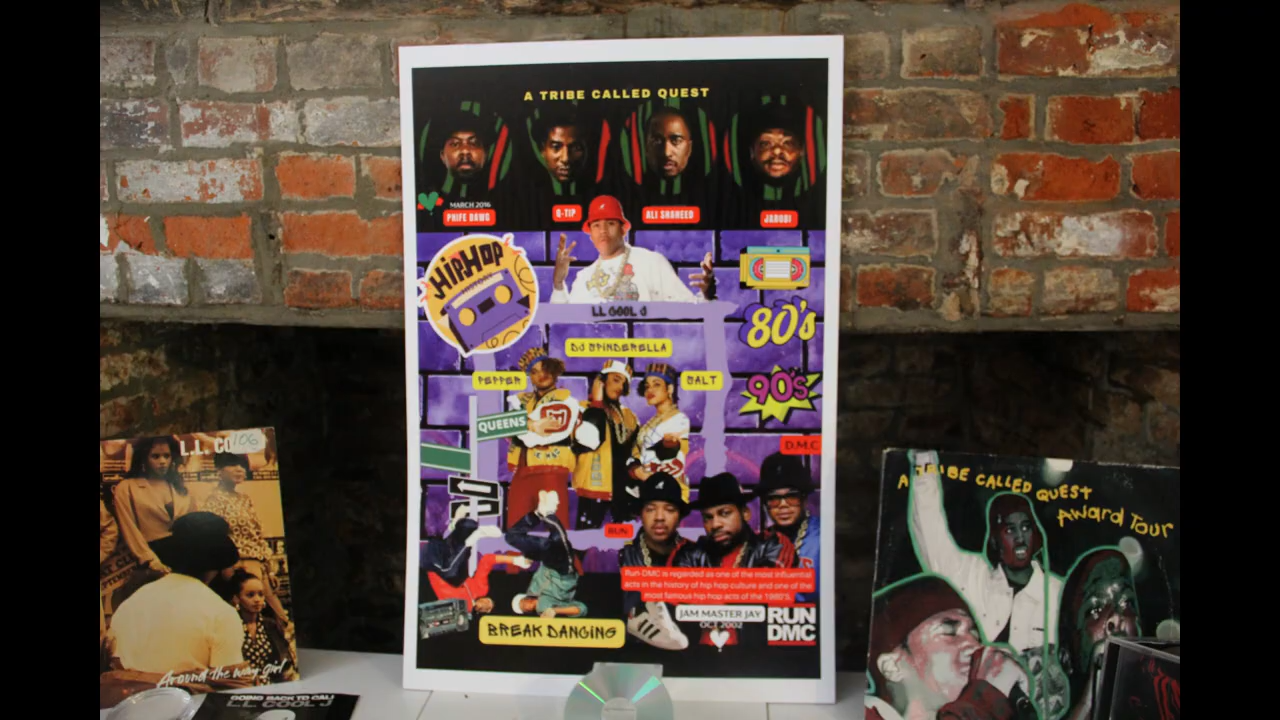 A TRIBE CALLED QUEST
MARCH 2016
PHIFE DAWG
Q-TIP
ALI SHAHEED
JAROBI
HIPHOP
LL COOL J
80's
DJ SPINDERELLA
PEPPER
SALT
90's
QUEENS
D.M.C
RUN
Run-DMC is regarded as one of the most influential
acts in the history of hip hop culture and one of the
most famous hip hop acts of the 1980'S.
JAM MASTER JAY
OCT 2002
RUN
DMC
BREAK DANCING
L.L. CO
106
Around the way girl
GOING BACK TO CALI
LL COOL J
A TRIBE CALLED QUEST
AWARD TOUR